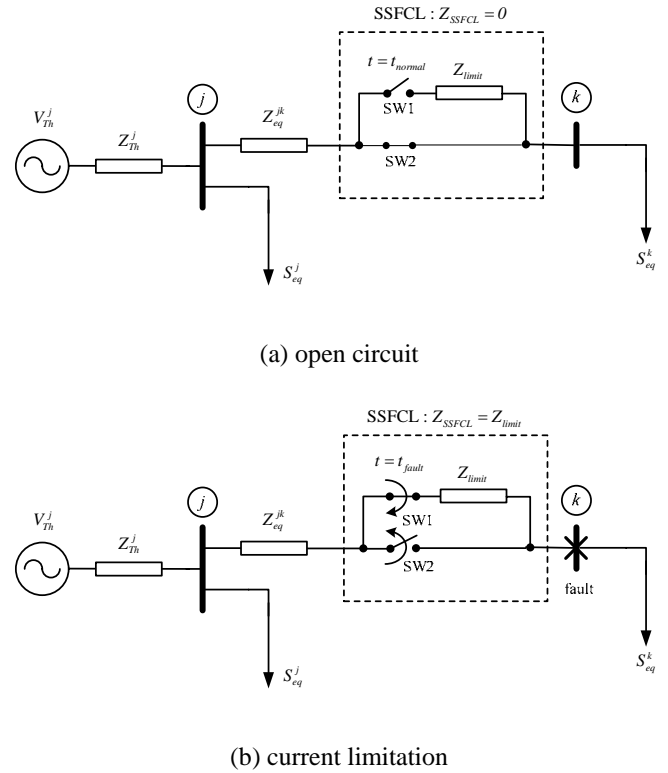 SSFCL : Z_SSFCL = 0
t = t_normal
Z_limit
j
k
V_Th^j
Z_Th^j
Z_eq^jk
SW1
SW2
S_eq^j
S_eq^k
(a) open circuit
SSFCL : Z_SSFCL = Z_limit
t = t_fault
Z_limit
j
k
V_Th^j
Z_Th^j
Z_eq^jk
SW1
SW2
fault
S_eq^j
S_eq^k
(b) current limitation